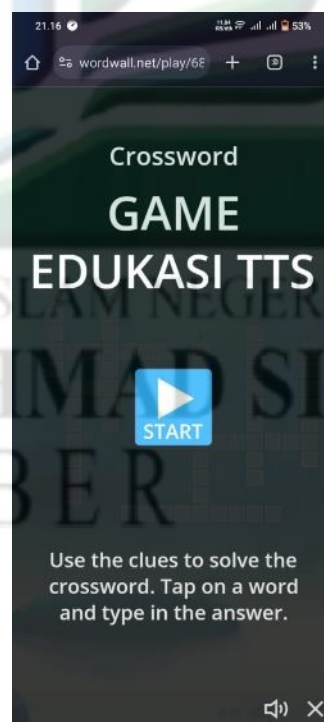 21.16
53%
wordwall.net/play/68
Crossword
GAME
EDUKASI TTS
START
Use the clues to solve the
crossword. Tap on a word
and type in the answer.